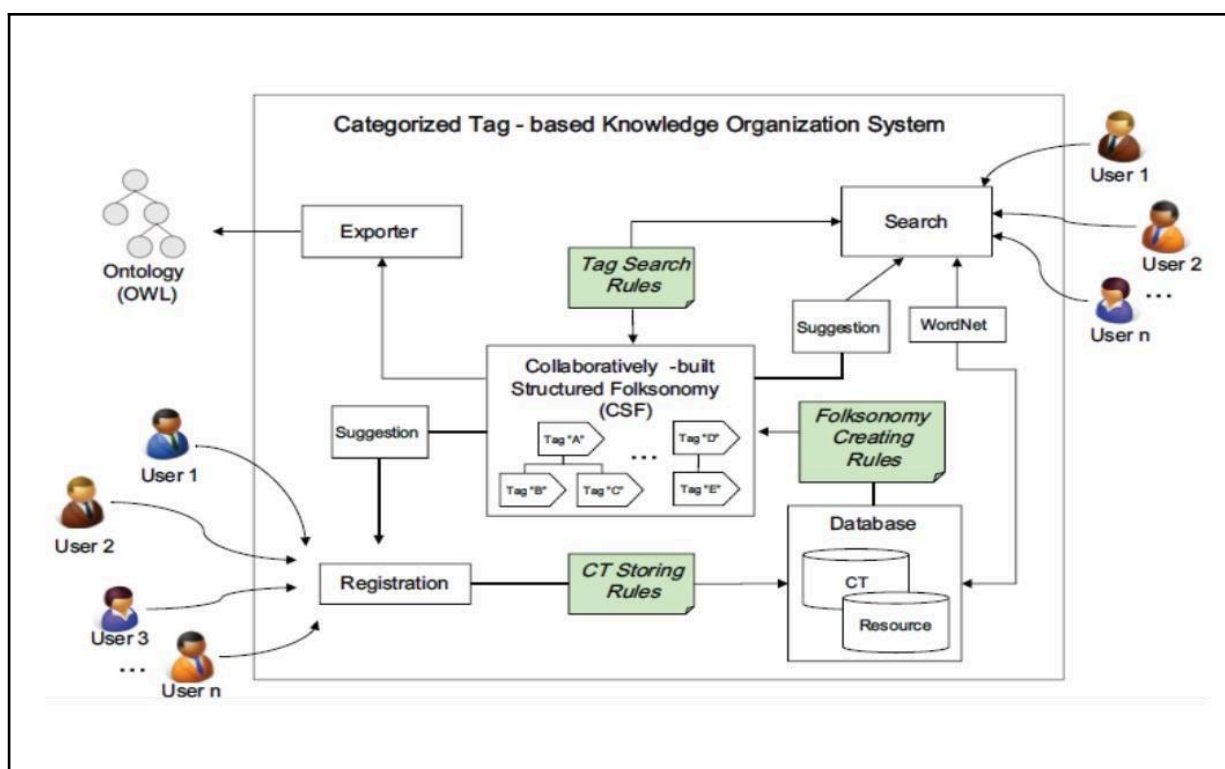 Categorized Tag - based Knowledge Organization System
User 1
Search
User 2
...
User n
Exporter
Ontology
(OWL)
Tag Search
Rules
Suggestion
WordNet
Collaboratively -built
Structured Folksonomy
(CSF)
Tag "A"
...
Tag "D"
Tag "B"
Tag "C"
Tag "E"
Suggestion
Folksonomy
Creating
Rules
User 1
User 2
User 3
...
User n
Registration
CT Storing
Rules
Database
CT
Resource